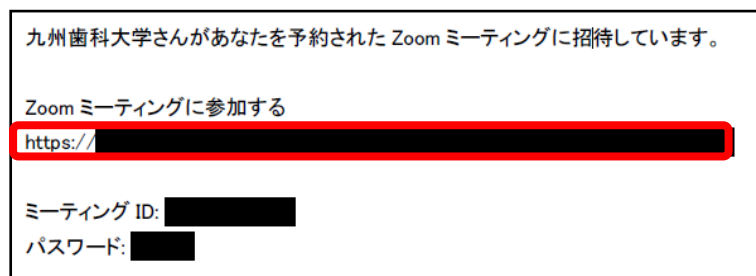 九州歯科大学さんがあなたを予約された Zoom ミーティングに招待しています。
Zoom ミーティングに参加する
https://
ミーティング ID:
パスワード: